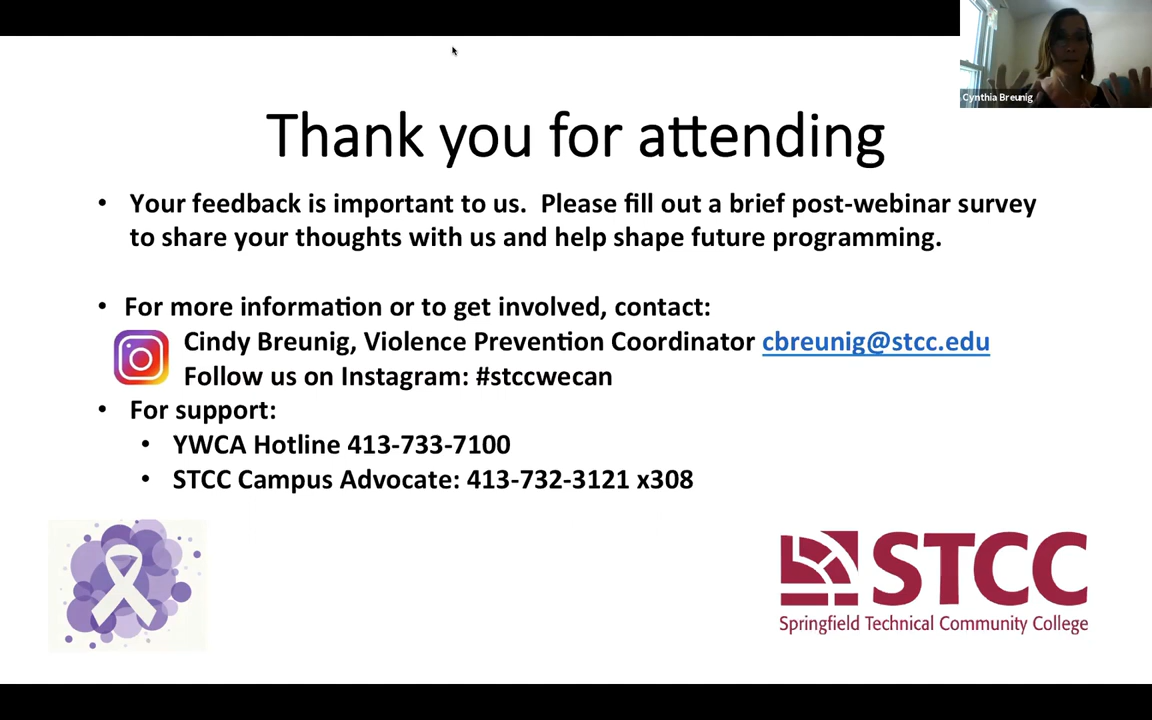 Cynthia Breunig
Thank you for attending
• Your feedback is important to us.  Please fill out a brief post-webinar survey
to share your thoughts with us and help shape future programming.
• For more information or to get involved, contact:
Cindy Breunig, Violence Prevention Coordinator cbreunig@stcc.edu
Follow us on Instagram: #stccwecan
• For support:
• YWCA Hotline 413-733-7100
• STCC Campus Advocate: 413-732-3121 x308
STCC
Springfield Technical Community College